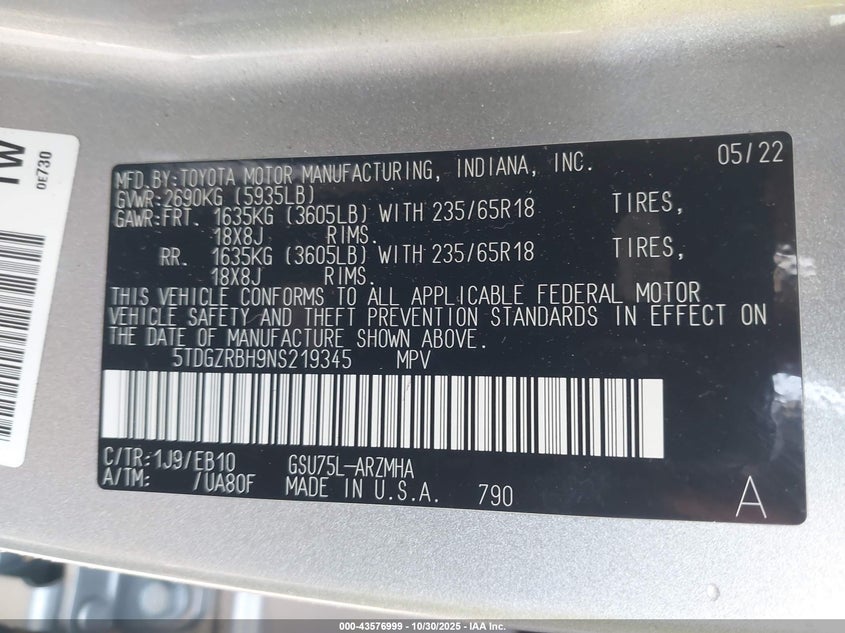 1W
0E730
MFD.BY:TOYOTA MOTOR MANUFACTURING, INDIANA, INC. 05/22
GVWR:2690KG (5935LB)
GAWR:FRT. 1635KG (3605LB) WITH 235/65R18 TIRES,
18X8J RIMS.
RR. 1635KG (3605LB) WITH 235/65R18 TIRES,
18X8J RIMS.
THIS VEHICLE CONFORMS TO ALL APPLICABLE FEDERAL MOTOR
VEHICLE SAFETY AND THEFT PREVENTION STANDARDS IN EFFECT ON
THE DATE OF MANUFACTURE SHOWN ABOVE.
5TDGZRBH9NS219345 MPV
C/TR:1J9/EB10 GSU75L-ARZMHA
A/TM: /UA80F MADE IN U.S.A. 790 A
000-43576999 - 10/30/2025 - IAA Inc.